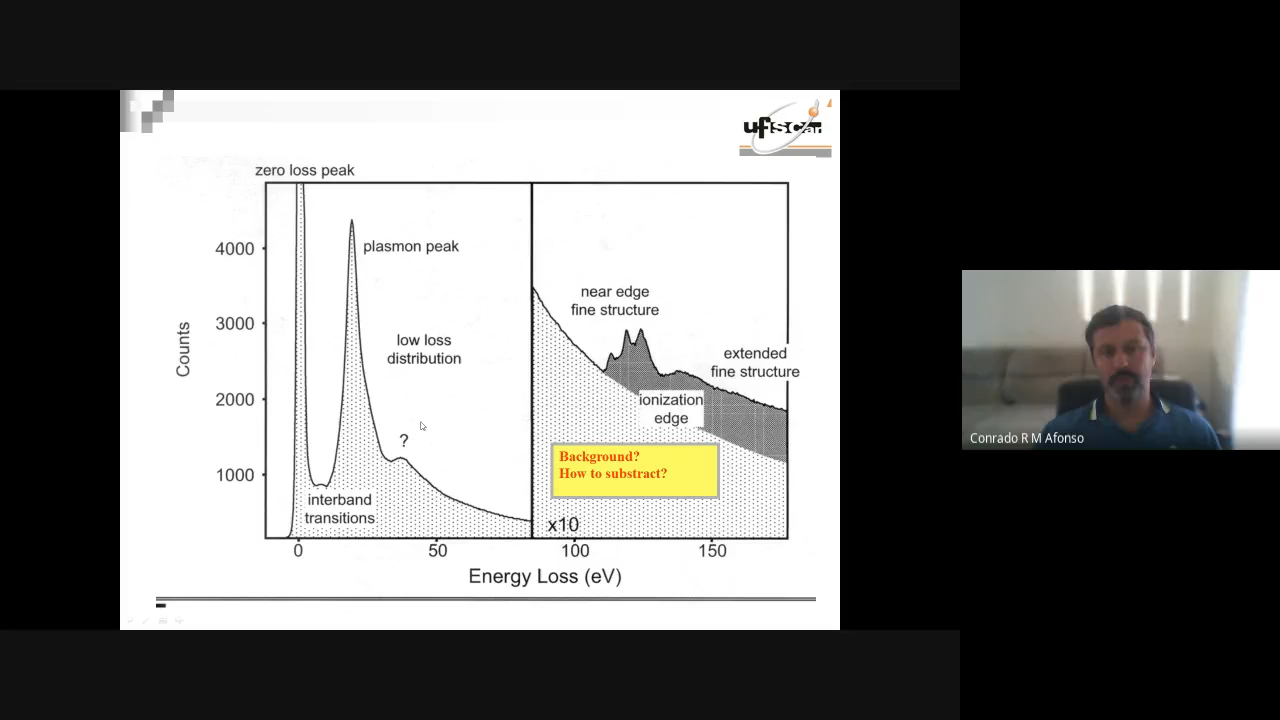 ufscar
zero loss peak
4000
plasmon peak
3000
near edge
fine structure
low loss
distribution
extended
fine structure
Counts
2000
ionization
edge
?
Background?
How to substract?
1000
interband
transitions
x10
0
50
100
150
Energy Loss (eV)
Conrado R M Afonso